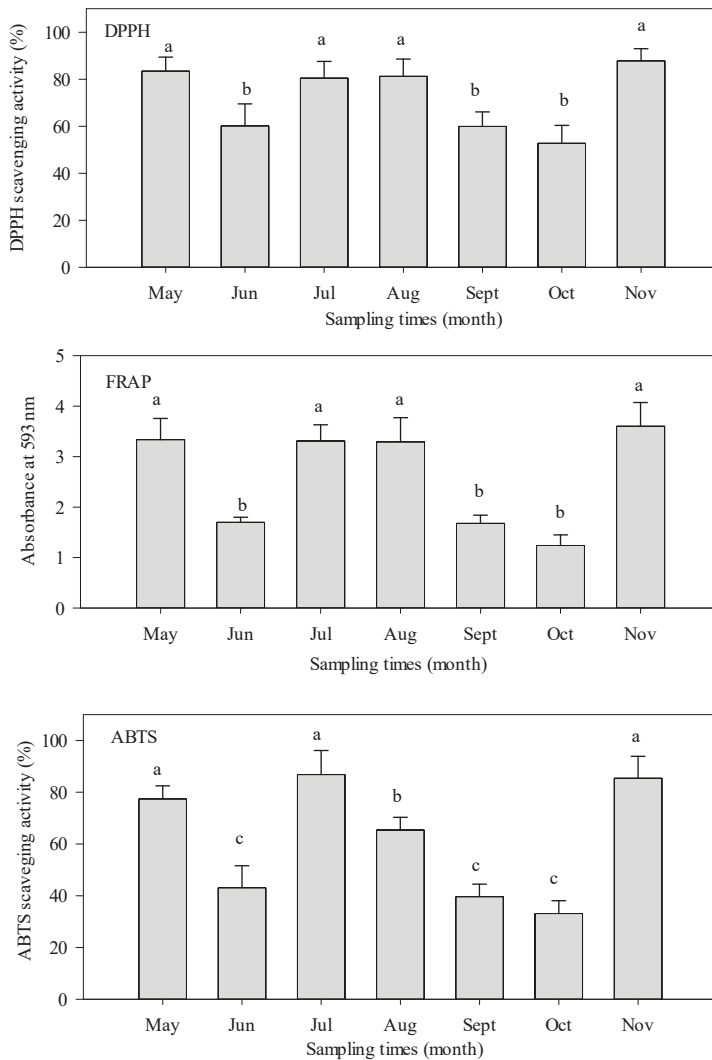 DPPH
DPPH scavenging activity (%)
100
80
60
40
20
0
a
b
a
a
b
b
a
May Jun Jul Aug Sept Oct Nov
Sampling times (month)
FRAP
Absorbance at 593 nm
5
4
3
2
1
0
a
b
a
a
b
b
a
May Jun Jul Aug Sept Oct Nov
Sampling times (month)
ABTS
ABTS scaveging activity (%)
100
80
60
40
20
0
a
c
a
b
c
c
a
May Jun Jul Aug Sept Oct Nov
Sampling times (month)